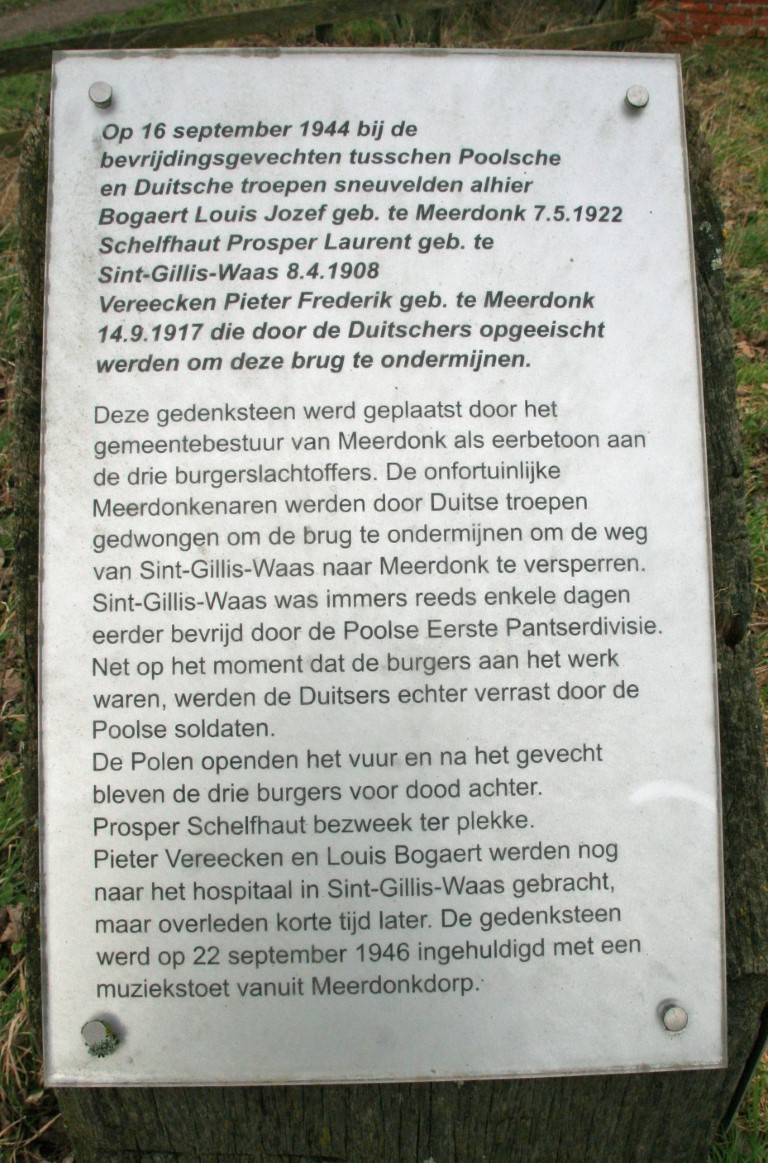 Op 16 september 1944 bij de
bevrijdingsgevechten tusschen Poolsche
en Duitsche troepen sneuvelden alhier
Bogaert Louis Jozef geb. te Meerdonk 7.5.1922
Schelfhaut Prosper Laurent geb. te
Sint-Gillis-Waas 8.4.1908
Vereecken Pieter Frederik geb. te Meerdonk
14.9.1917 die door de Duitschers opgeeischt
werden om deze brug te ondermijnen.
Deze gedenksteen werd geplaatst door het
gemeentebestuur van Meerdonk als eerbetoon aan
de drie burgerslachtoffers. De onfortuinlijke
Meerdonkenaren werden door Duitse troepen
gedwongen om de brug te ondermijnen om de weg
van Sint-Gillis-Waas naar Meerdonk te versperren.
Sint-Gillis-Waas was immers reeds enkele dagen
eerder bevrijd door de Poolse Eerste Pantserdivisie.
Net op het moment dat de burgers aan het werk
waren, werden de Duitsers echter verrast door de
Poolse soldaten.
De Polen openden het vuur en na het gevecht
bleven de drie burgers voor dood achter.
Prosper Schelfhaut bezweek ter plekke.
Pieter Vereecken en Louis Bogaert werden nog
naar het hospitaal in Sint-Gillis-Waas gebracht,
maar overleden korte tijd later. De gedenksteen
werd op 22 september 1946 ingehuldigd met een
muziekstoet vanuit Meerdonkdorp.